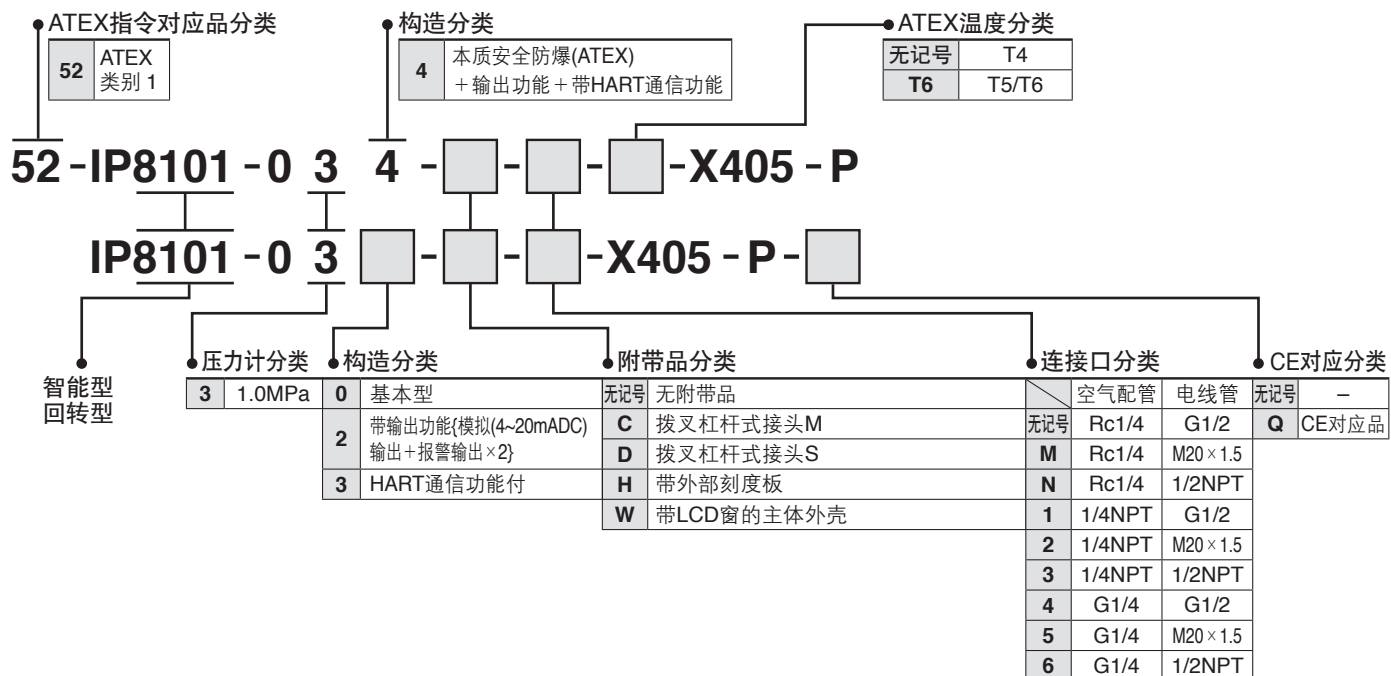 ATEX指令对应品分类
52 ATEX 类别 1
构造分类
4 本质安全防爆(ATEX)
＋输出功能＋带HART通信功能
ATEX温度分类
无记号 T4
T6 T5/T6
52-IP8101-03 4-□-□-□-X405-P
IP8101-03□-□-□-X405-P-□
智能型
回转型
压力计分类
3 1.0MPa
构造分类
0 基本型
2 带输出功能{模拟(4~20mADC)
输出＋报警输出×2}
3 HART通信功能付
附带品分类
无记号 无附带品
C 拨叉杠杆式接头M
D 拨叉杠杆式接头S
H 带外部刻度板
W 带LCD窗的主体外壳
连接口分类
空气配管 电线管
无记号 Rc1/4 G1/2
M Rc1/4 M20×1.5
N Rc1/4 1/2NPT
1 1/4NPT G1/2
2 1/4NPT M20×1.5
3 1/4NPT 1/2NPT
4 G1/4 G1/2
5 G1/4 M20×1.5
6 G1/4 1/2NPT
CE对应分类
无记号 –
Q CE对应品